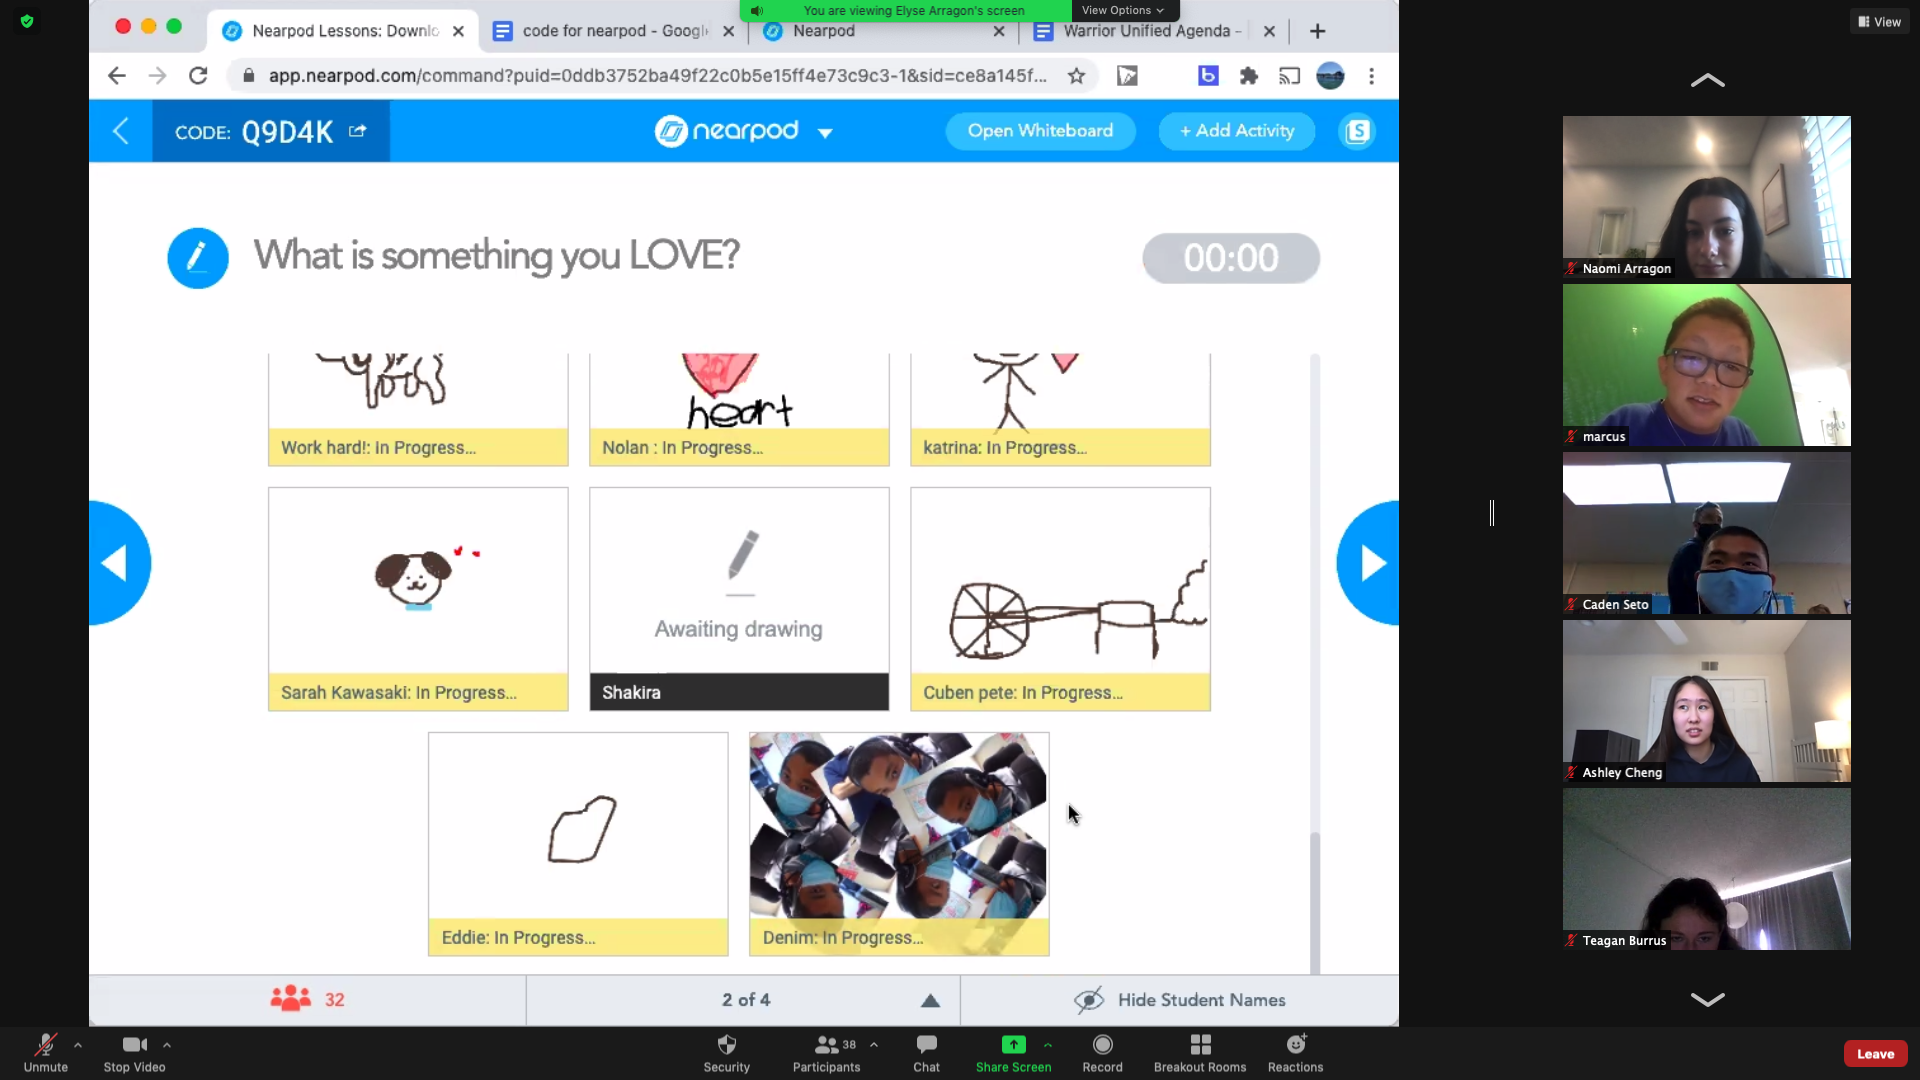 You are viewing Elyse Arragon's screen
View Options
View
Nearpod Lessons: Downlo
code for nearpod - Googl
Nearpod
Warrior Unified Agenda -
app.nearpod.com/command?puid=0ddb3752ba49f22c0b5e15ff4e73c9c3-1&sid=ce8a145f...
CODE: Q9D4K
nearpod
Open Whiteboard
+ Add Activity
S
What is something you LOVE?
00:00
heart
Work hard!: In Progress...
Nolan : In Progress...
katrina: In Progress...
Awaiting drawing
Sarah Kawasaki: In Progress...
Shakira
Cuben pete: In Progress...
Eddie: In Progress...
Denim: In Progress...
32
2 of 4
Hide Student Names
Naomi Arragon
marcus
Caden Seto
Ashley Cheng
Teagan Burrus
Unmute
Stop Video
Security
38
Participants
Chat
Share Screen
Record
Breakout Rooms
Reactions
Leave